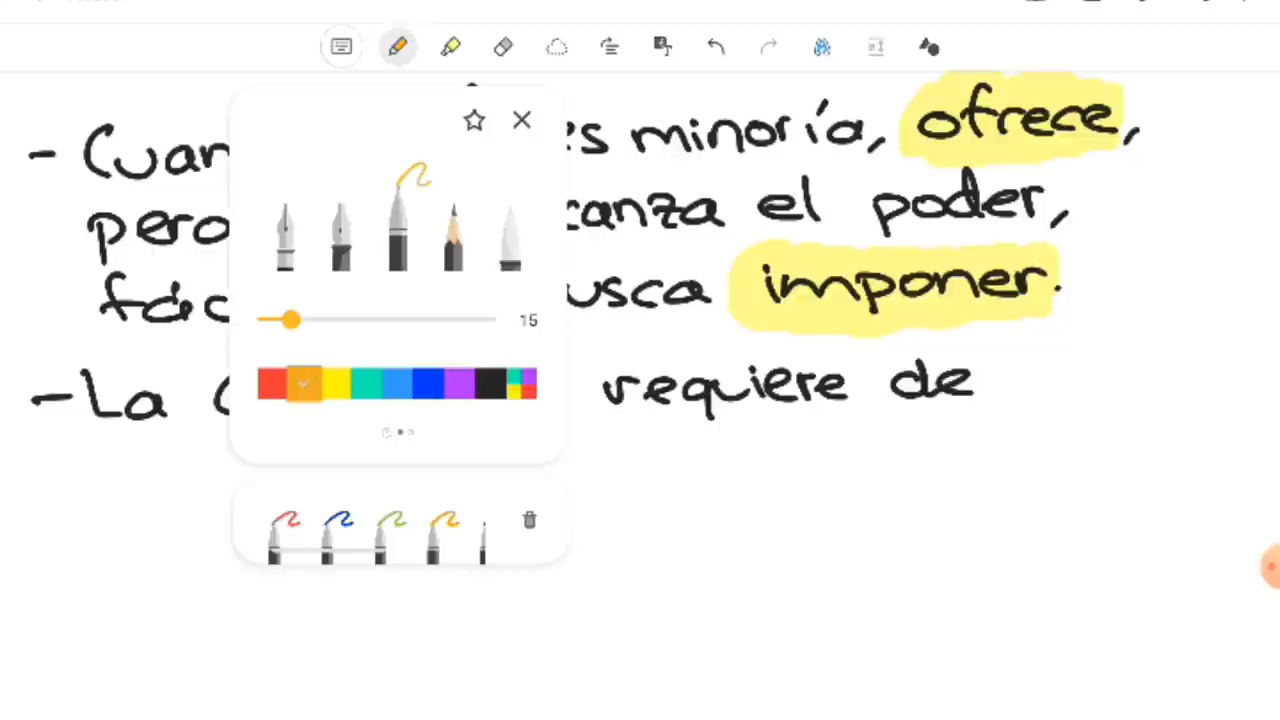 - Cuan es minoría, ofrece,
pero canza el poder,
fác usca imponer.
- La requiere de
15